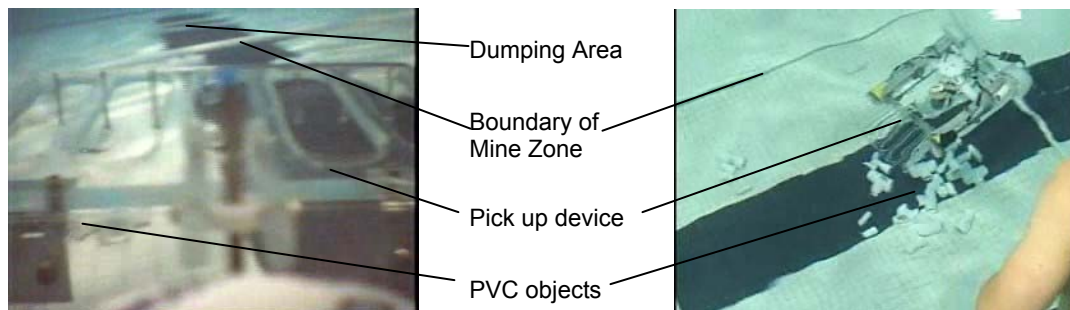 Dumping Area
Boundary of
Mine Zone
Pick up device
PVC objects